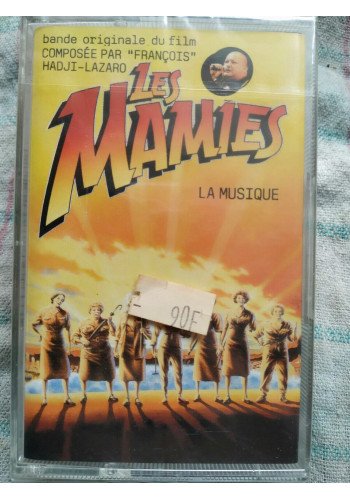 bande originale du film
COMPOSÉE PAR "FRANÇOIS"
HADJI-LAZARO
LES
MAMIES
LA MUSIQUE
90F